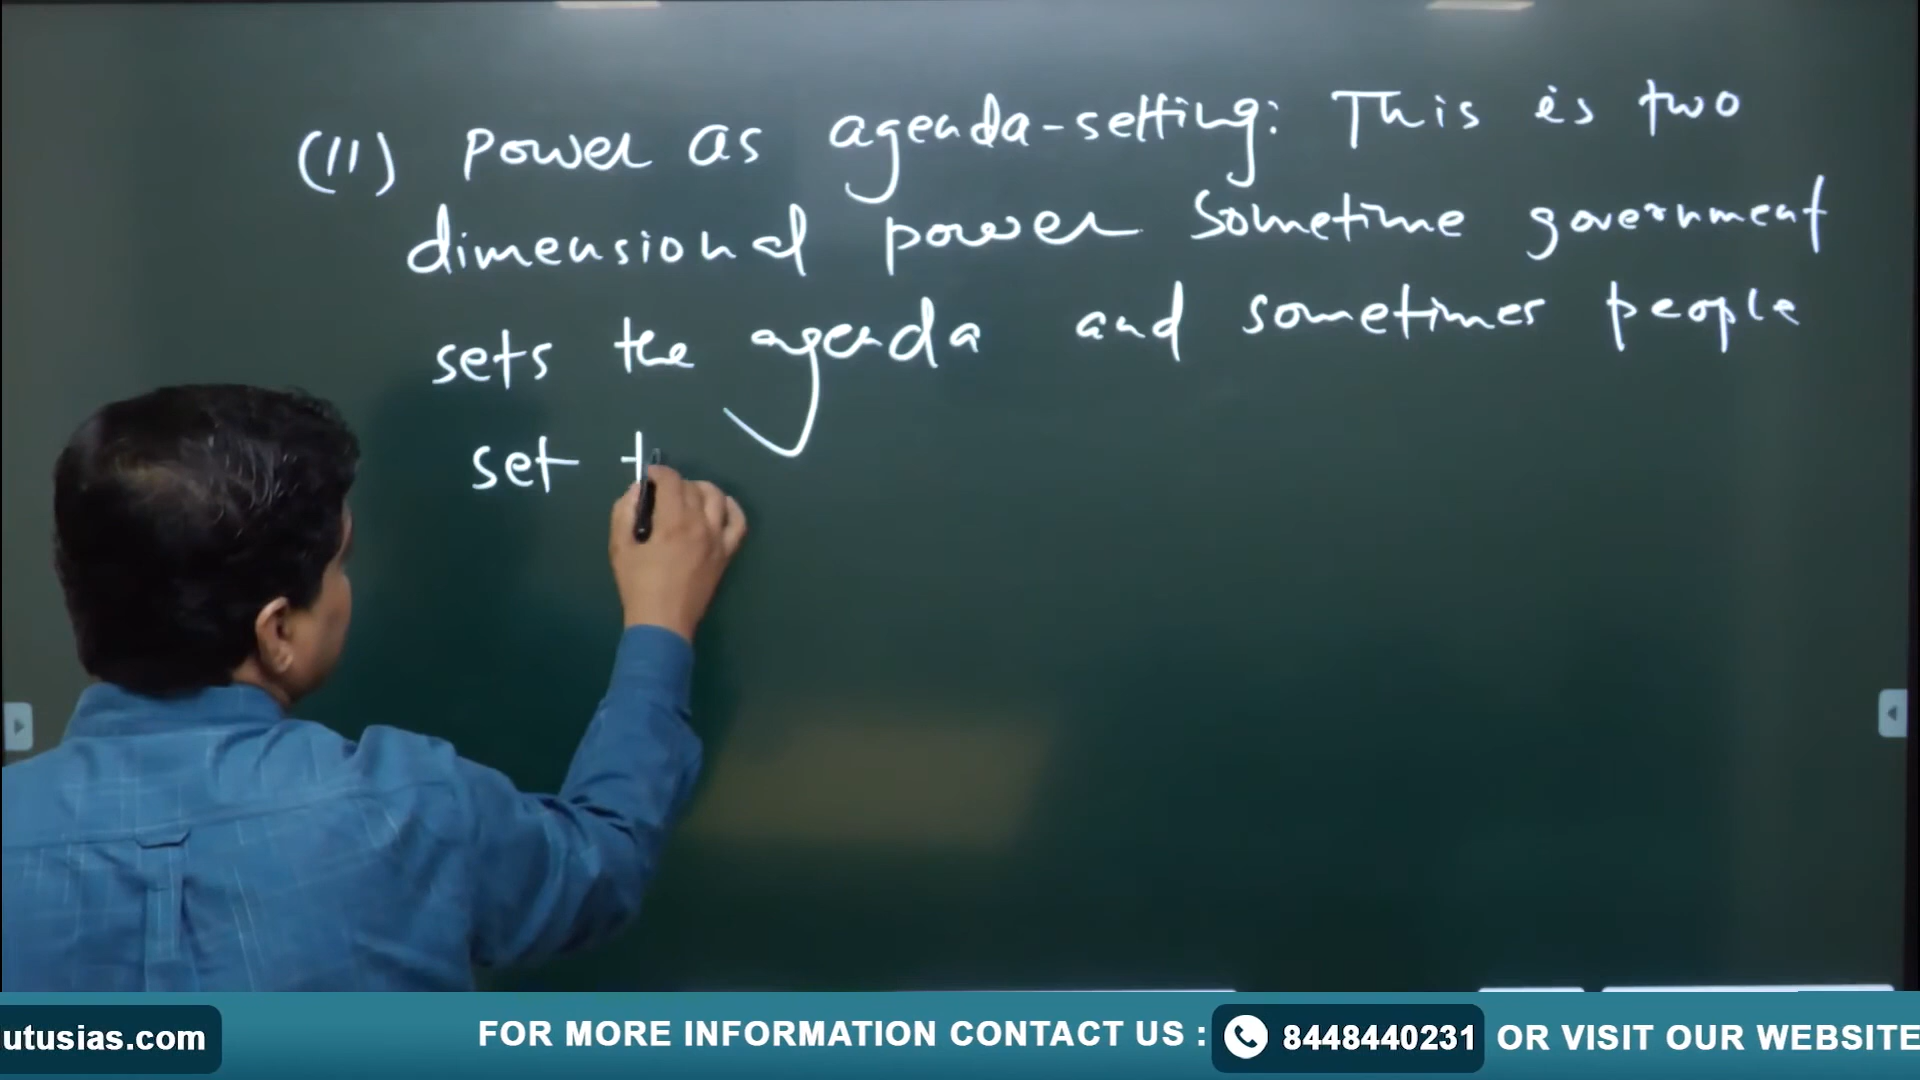 (II) Power as agenda-setting: This is two
dimensional power sometime government
sets the agenda and sometimes people
set t
utusias.com
FOR MORE INFORMATION CONTACT US :
8448440231
OR VISIT OUR WEBSITE